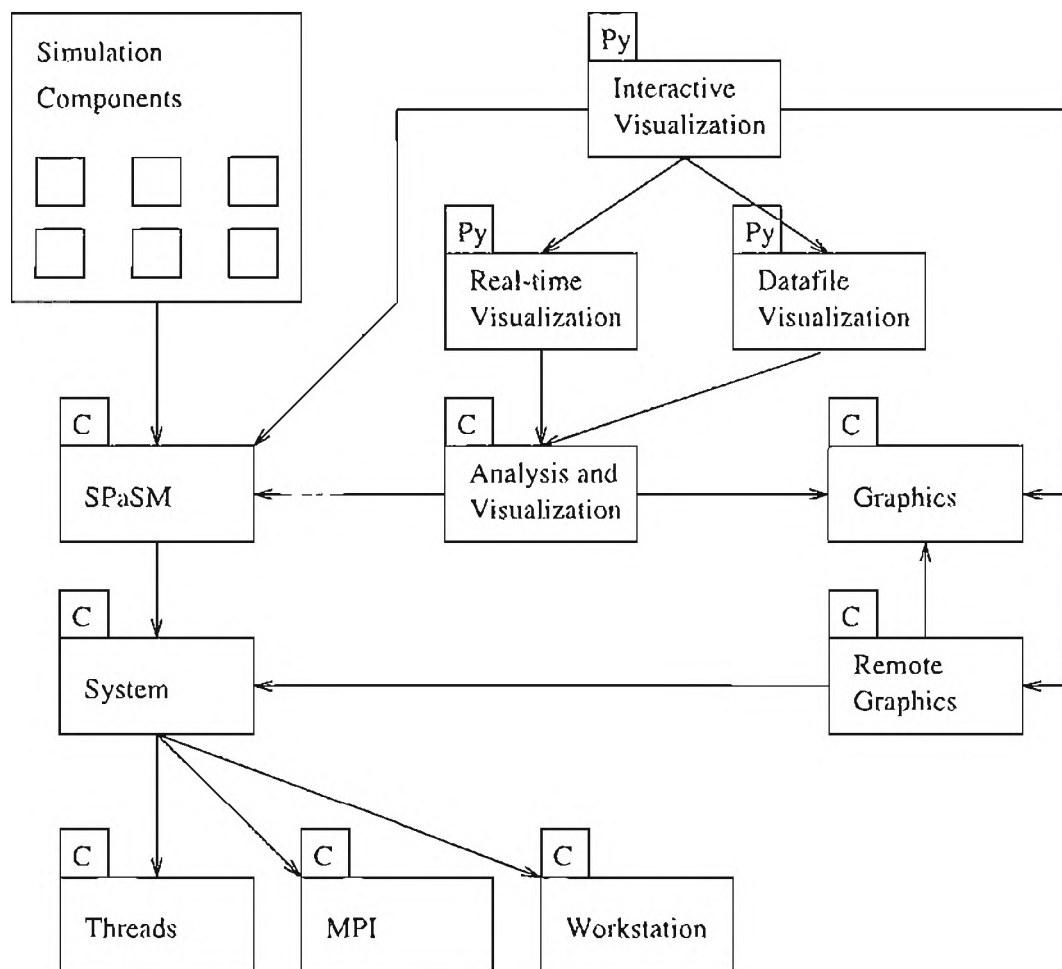 Simulation
Components
Py
Interactive
Visualization
Py
Real-time
Visualization
Py
Datafile
Visualization
C
SPaSM
C
Analysis and
Visualization
C
Graphics
C
System
C
Remote
Graphics
C
Threads
C
MPI
C
Workstation